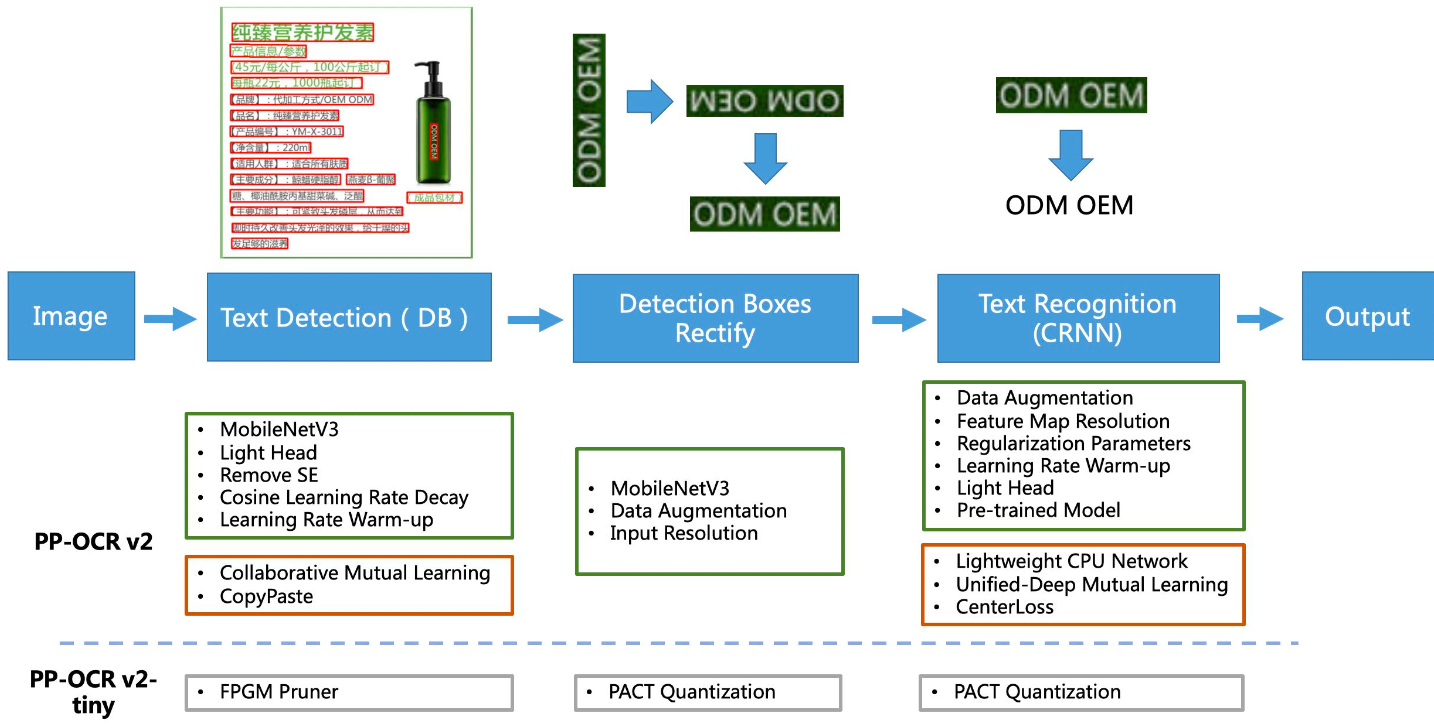 纯臻营养护发素
产品信息/参数
（45元/每公斤，100公斤起订）
每瓶22元，1000瓶起订）
【品牌】：代加工方式/OEM ODM
【品名】：纯臻营养护发素
【产品编号】：YM-X-3011
【净含量】：220ml
【适用人群】：适合所有肤质
【主要成分】：鲸蜡硬脂醇 燕麦β-葡聚
糖、椰油酰胺丙基甜菜碱、泛醌
【主要功能】：可紧致头发磷层，从而达到
即时持久改善头发光泽的效果，给干燥的头
发足够的滋养
ODM OEM
（成品包材）
ODM OEM
ODM OEM
ODM OEM
ODM OEM
ODM OEM
Image
Text Detection（DB）
Detection Boxes
Rectify
Text Recognition
(CRNN)
Output
PP-OCR v2
• MobileNetV3
• Light Head
• Remove SE
• Cosine Learning Rate Decay
• Learning Rate Warm-up
• Collaborative Mutual Learning
• CopyPaste
• MobileNetV3
• Data Augmentation
• Input Resolution
• Data Augmentation
• Feature Map Resolution
• Regularization Parameters
• Learning Rate Warm-up
• Light Head
• Pre-trained Model
• Lightweight CPU Network
• Unified-Deep Mutual Learning
• CenterLoss
PP-OCR v2-
tiny
• FPGM Pruner
• PACT Quantization
• PACT Quantization